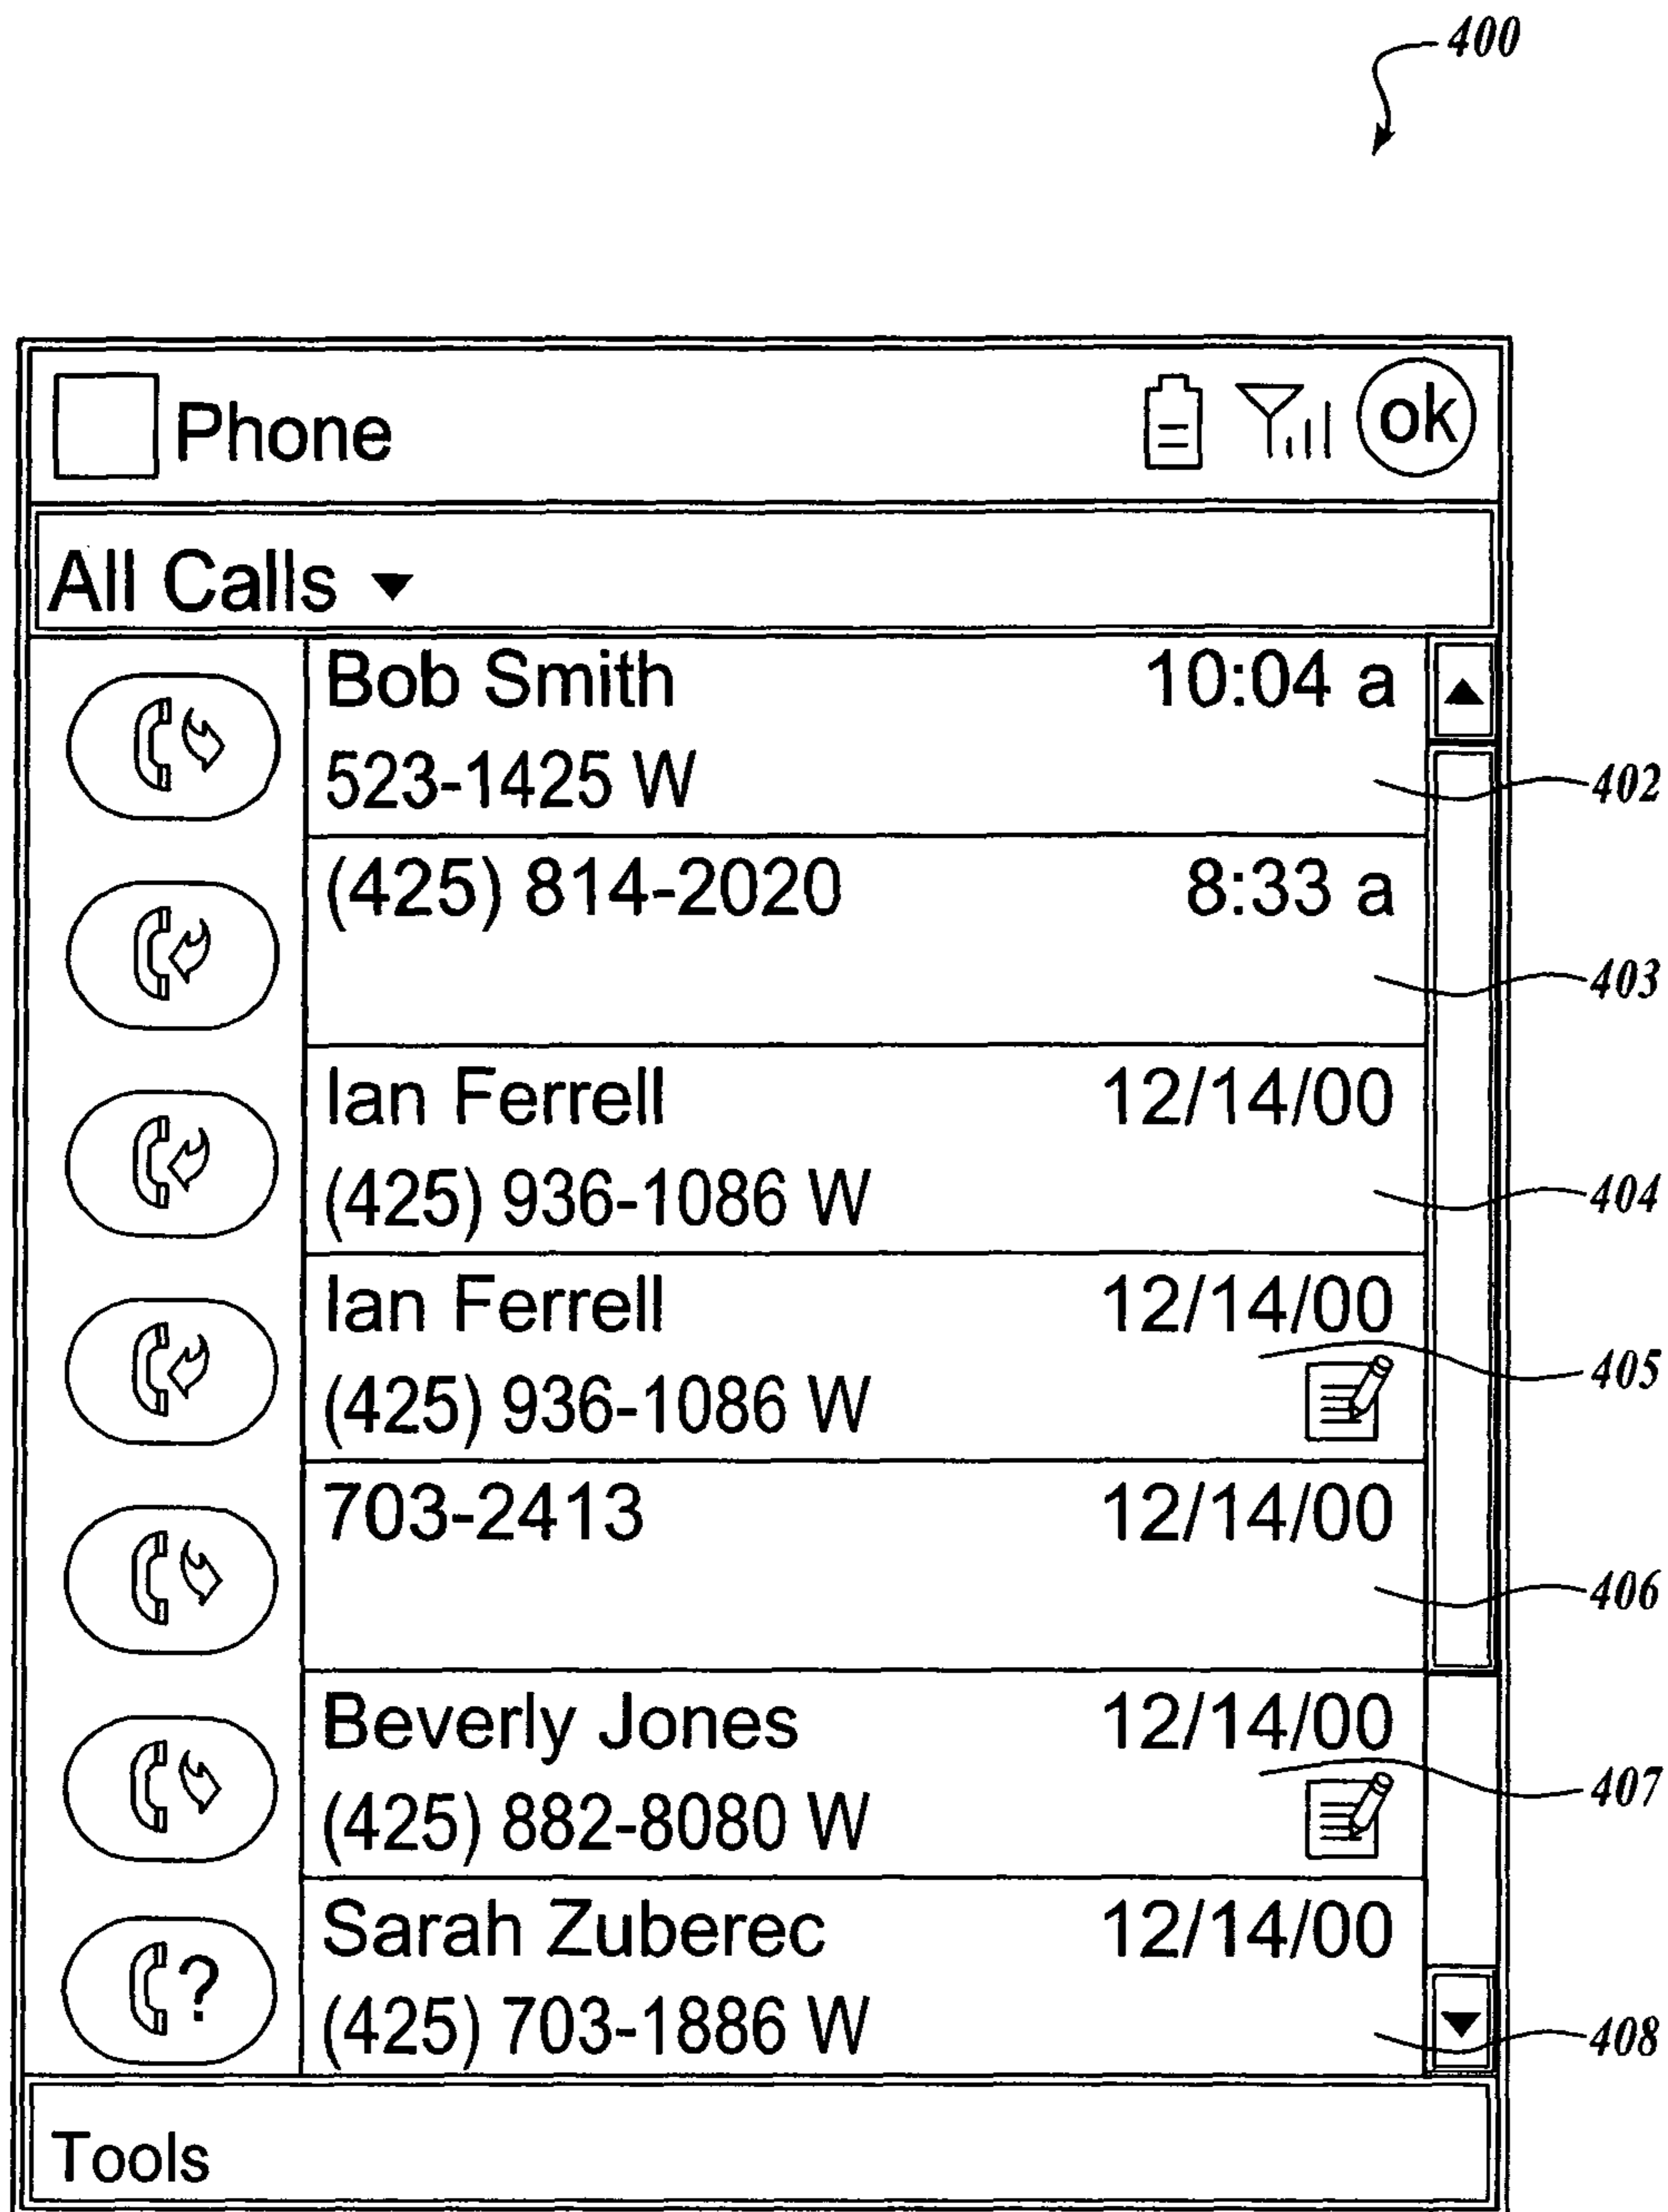 400
Phone ok
All Calls
Bob Smith 10:04 a
523-1425 W
402
(425) 814-2020 8:33 a
403
Ian Ferrell 12/14/00
(425) 936-1086 W
404
Ian Ferrell 12/14/00
405
(425) 936-1086 W
703-2413 12/14/00
406
Beverly Jones 12/14/00
407
(425) 882-8080 W
? Sarah Zuberec 12/14/00
(425) 703-1886 W
408
Tools